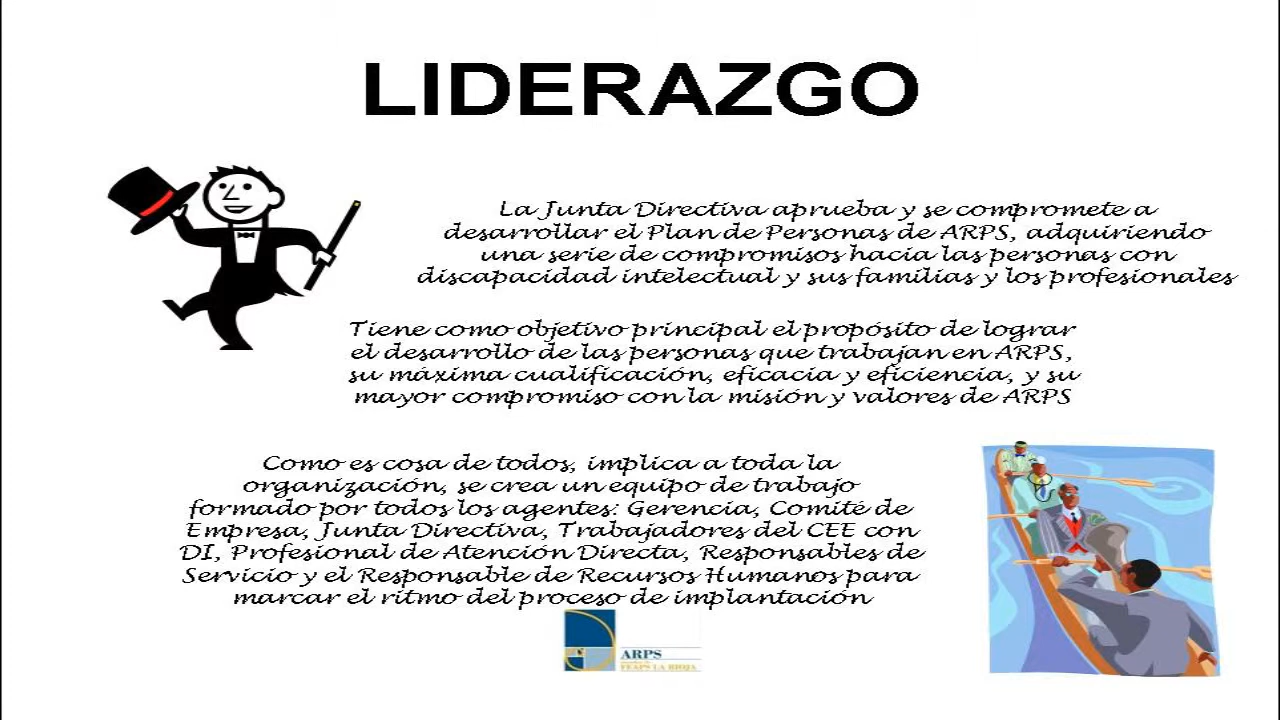 LIDERAZGO
La Junta Directiva aprueba y se compromete a
desarrollar el Plan de Personas de ARPS, adquiriendo
una serie de compromisos hacia las personas con
discapacidad intelectual y sus familias y los profesionales
Tiene como objetivo principal el propósito de lograr
el desarrollo de las personas que trabajan en ARPS,
su máxima cualificación, eficacia y eficiencia, y su
mayor compromiso con la misión y valores de ARPS
Como es cosa de todos, implica a toda la
organización, se crea un equipo de trabajo
formado por todos los agentes: Gerencia, Comité de
Empresa, Junta Directiva, Trabajadores del CEE con
DI, Profesional de Atención Directa, Responsables de
Servicio y el Responsable de Recursos Humanos para
marcar el ritmo del proceso de implantación
ARPS
FEAPS LA RIOJA